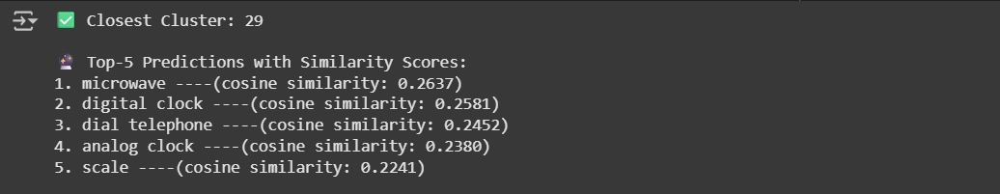 ✅ Closest Cluster: 29
🔮 Top-5 Predictions with Similarity Scores:
1. microwave ----(cosine similarity: 0.2637)
2. digital clock ----(cosine similarity: 0.2581)
3. dial telephone ----(cosine similarity: 0.2452)
4. analog clock ----(cosine similarity: 0.2380)
5. scale ----(cosine similarity: 0.2241)